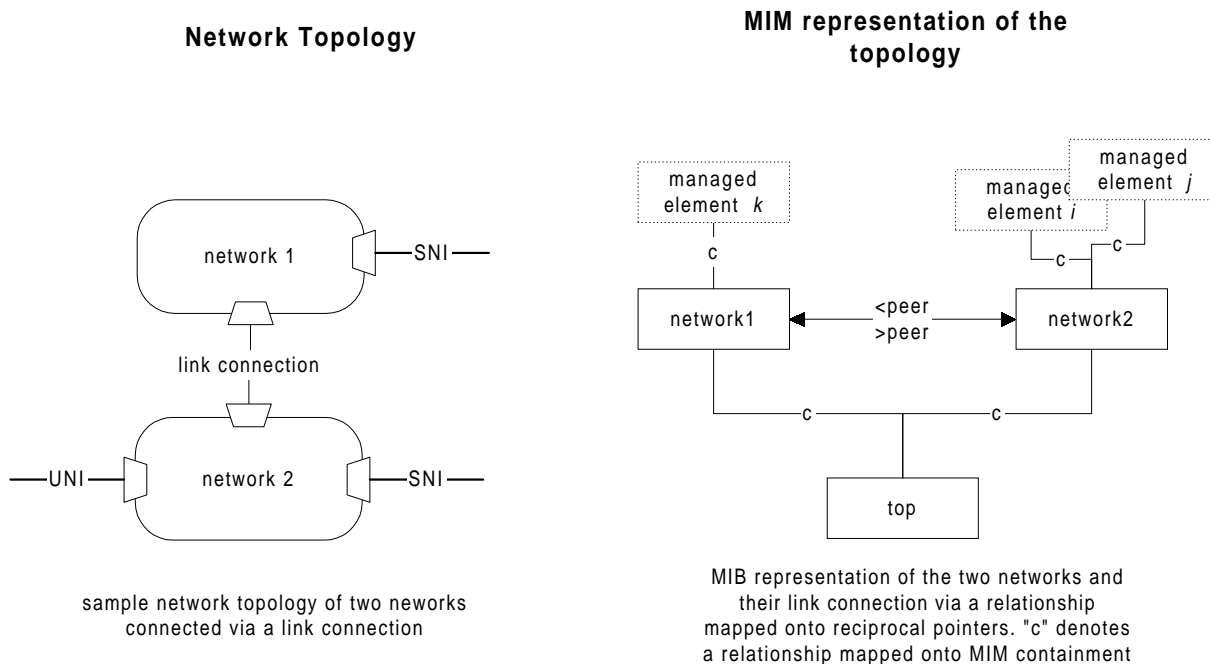 Network Topology
network 1
SNI
link connection
network 2
UNI
SNI
sample network topology of two neworks
connected via a link connection
MIM representation of the
topology
managed
element k
managed
element i
managed
element j
c
c
c
network1
<peer
>peer
network2
c
c
top
MIB representation of the two networks and
their link connection via a relationship
mapped onto reciprocal pointers. "c" denotes
a relationship mapped onto MIM containment